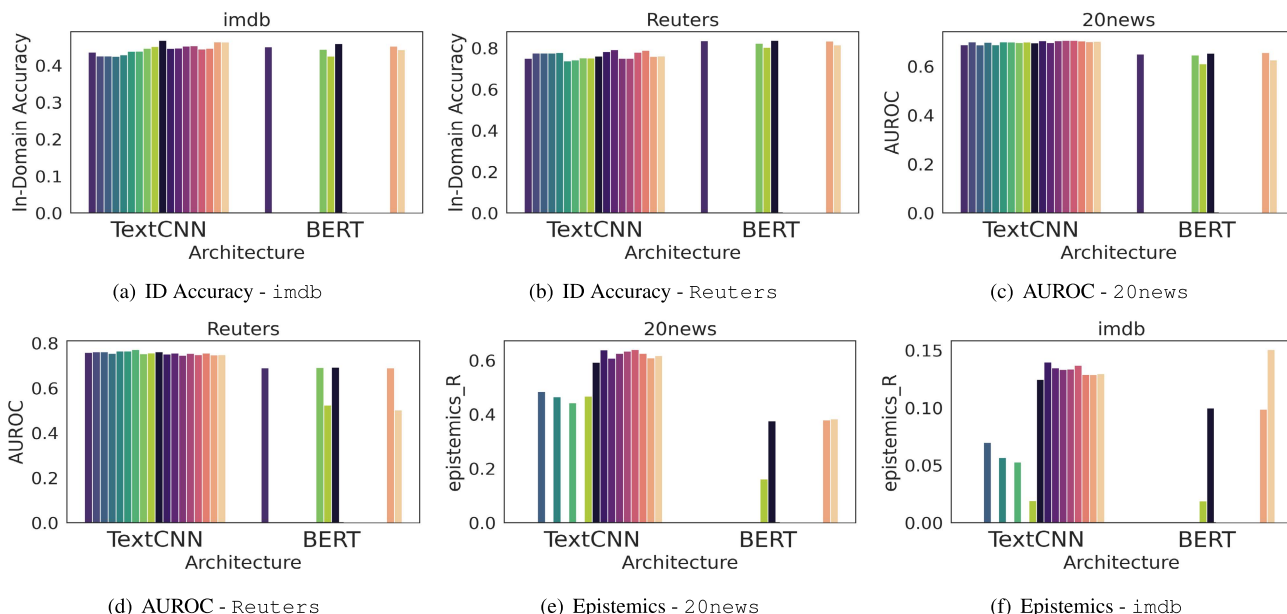 imdb
In-Domain Accuracy
0.4
0.3
0.2
0.1
0.0
TextCNN BERT
Architecture
(a) ID Accuracy - imdb
Reuters
In-Domain Accuracy
0.8
0.6
0.4
0.2
0.0
TextCNN BERT
Architecture
(b) ID Accuracy - Reuters
20news
AUROC
0.6
0.4
0.2
0.0
TextCNN BERT
Architecture
(c) AUROC - 20news
Reuters
AUROC
0.8
0.6
0.4
0.2
0.0
TextCNN BERT
Architecture
(d) AUROC - Reuters
20news
epistemics_R
0.6
0.4
0.2
0.0
TextCNN BERT
Architecture
(e) Epistemics - 20news
imdb
epistemics_R
0.15
0.10
0.05
0.00
TextCNN BERT
Architecture
(f) Epistemics - imdb